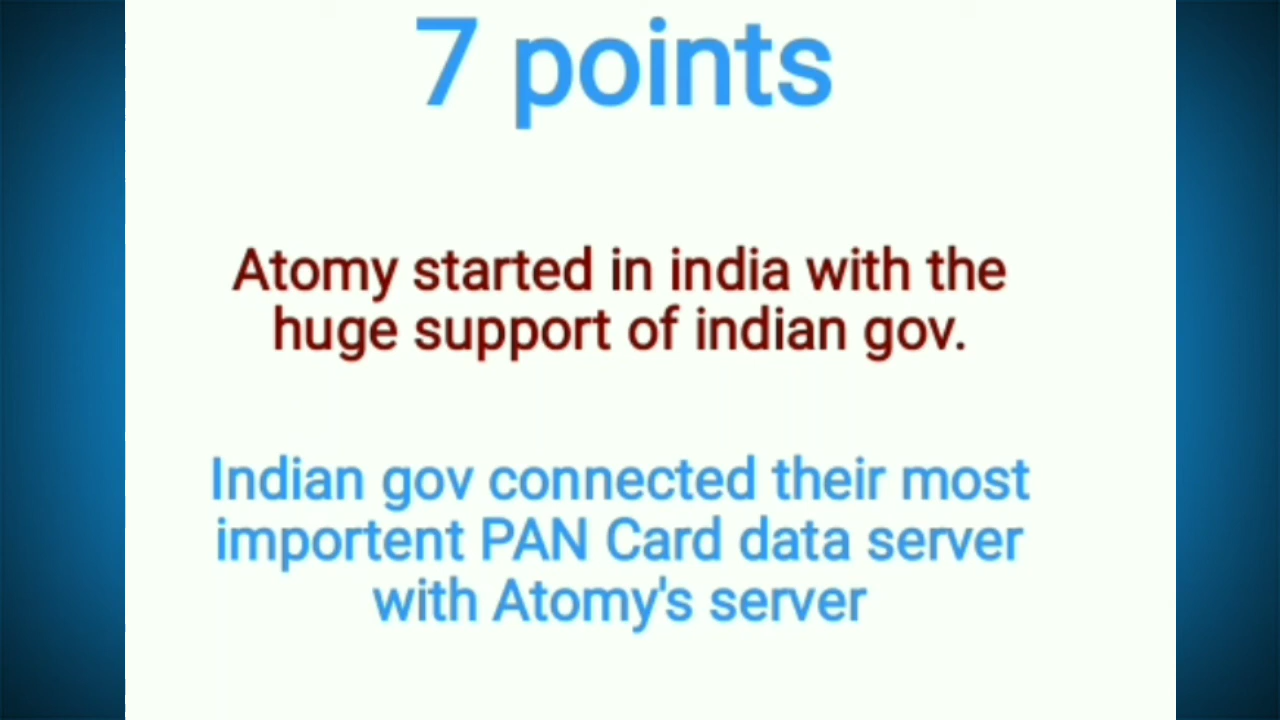 7 points
Atomy started in india with the
huge support of indian gov.
Indian gov connected their most
importent PAN Card data server
with Atomy's server